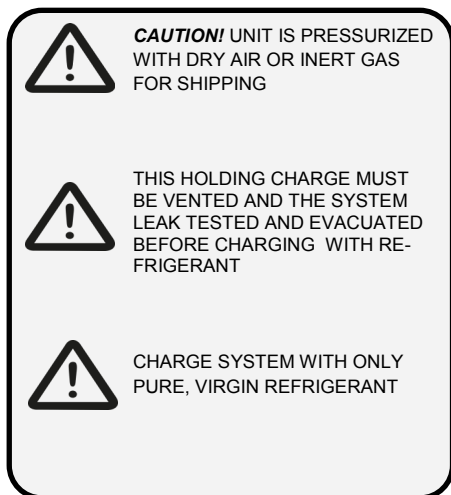 CAUTION! UNIT IS PRESSURIZED
WITH DRY AIR OR INERT GAS
FOR SHIPPING
THIS HOLDING CHARGE MUST
BE VENTED AND THE SYSTEM
LEAK TESTED AND EVACUATED
BEFORE CHARGING  WITH RE-
FRIGERANT
CHARGE SYSTEM WITH ONLY
PURE, VIRGIN REFRIGERANT